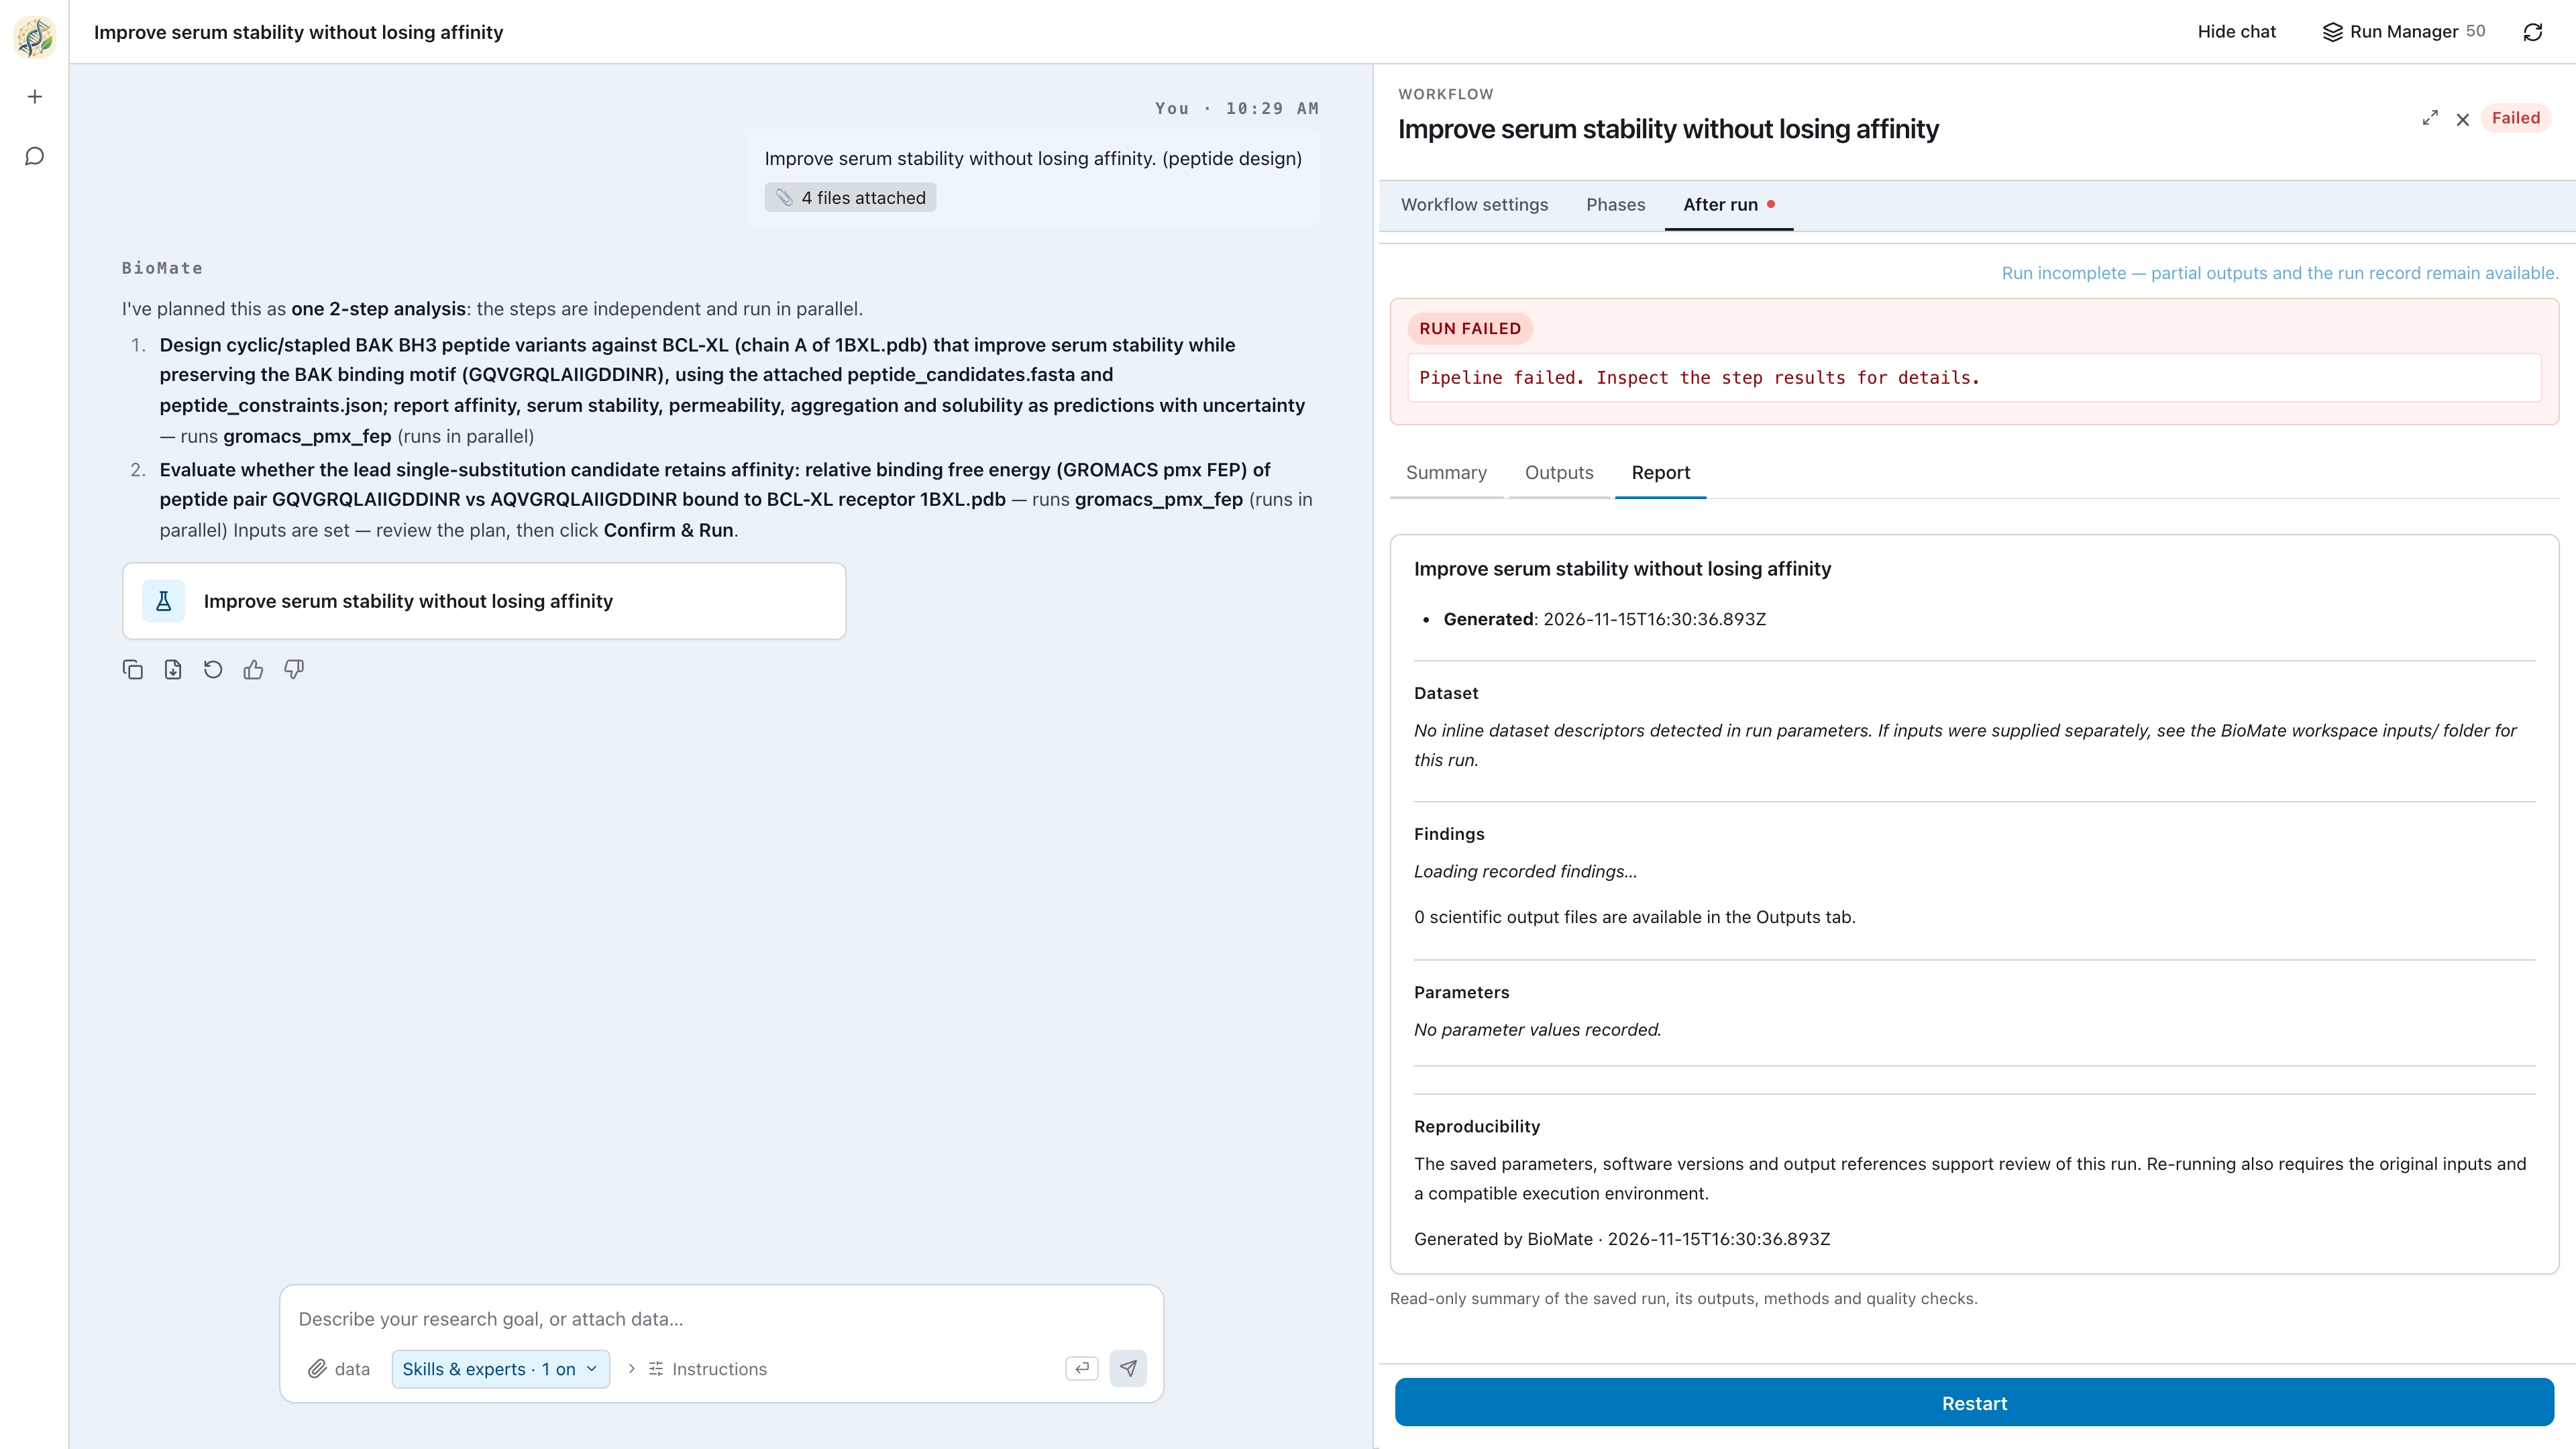 Improve serum stability without losing affinity
Hide chat
Run Manager 50
You · 10:29 AM
Improve serum stability without losing affinity. (peptide design)
4 files attached
BioMate
I've planned this as one 2-step analysis: the steps are independent and run in parallel.
1. Design cyclic/stapled BAK BH3 peptide variants against BCL-XL (chain A of 1BXL.pdb) that improve serum stability while
preserving the BAK binding motif (GQVGRQLAIIGDDINR), using the attached peptide_candidates.fasta and
peptide_constraints.json; report affinity, serum stability, permeability, aggregation and solubility as predictions with uncertainty
— runs gromacs_pmx_fep (runs in parallel)
2. Evaluate whether the lead single-substitution candidate retains affinity: relative binding free energy (GROMACS pmx FEP) of
peptide pair GQVGRQLAIIGDDINR vs AQVGRQLAIIGDDINR bound to BCL-XL receptor 1BXL.pdb — runs gromacs_pmx_fep (runs in
parallel) Inputs are set — review the plan, then click Confirm & Run.
Improve serum stability without losing affinity
Describe your research goal, or attach data...
data
Skills & experts · 1 on
Instructions
WORKFLOW
Improve serum stability without losing affinity
Failed
Workflow settings
Phases
After run
Run incomplete — partial outputs and the run record remain available.
RUN FAILED
Pipeline failed. Inspect the step results for details.
Summary
Outputs
Report
Improve serum stability without losing affinity
• Generated: 2026-11-15T16:30:36.893Z
Dataset
No inline dataset descriptors detected in run parameters. If inputs were supplied separately, see the BioMate workspace inputs/ folder for
this run.
Findings
Loading recorded findings...
0 scientific output files are available in the Outputs tab.
Parameters
No parameter values recorded.
Reproducibility
The saved parameters, software versions and output references support review of this run. Re-running also requires the original inputs and
a compatible execution environment.
Generated by BioMate · 2026-11-15T16:30:36.893Z
Read-only summary of the saved run, its outputs, methods and quality checks.
Restart